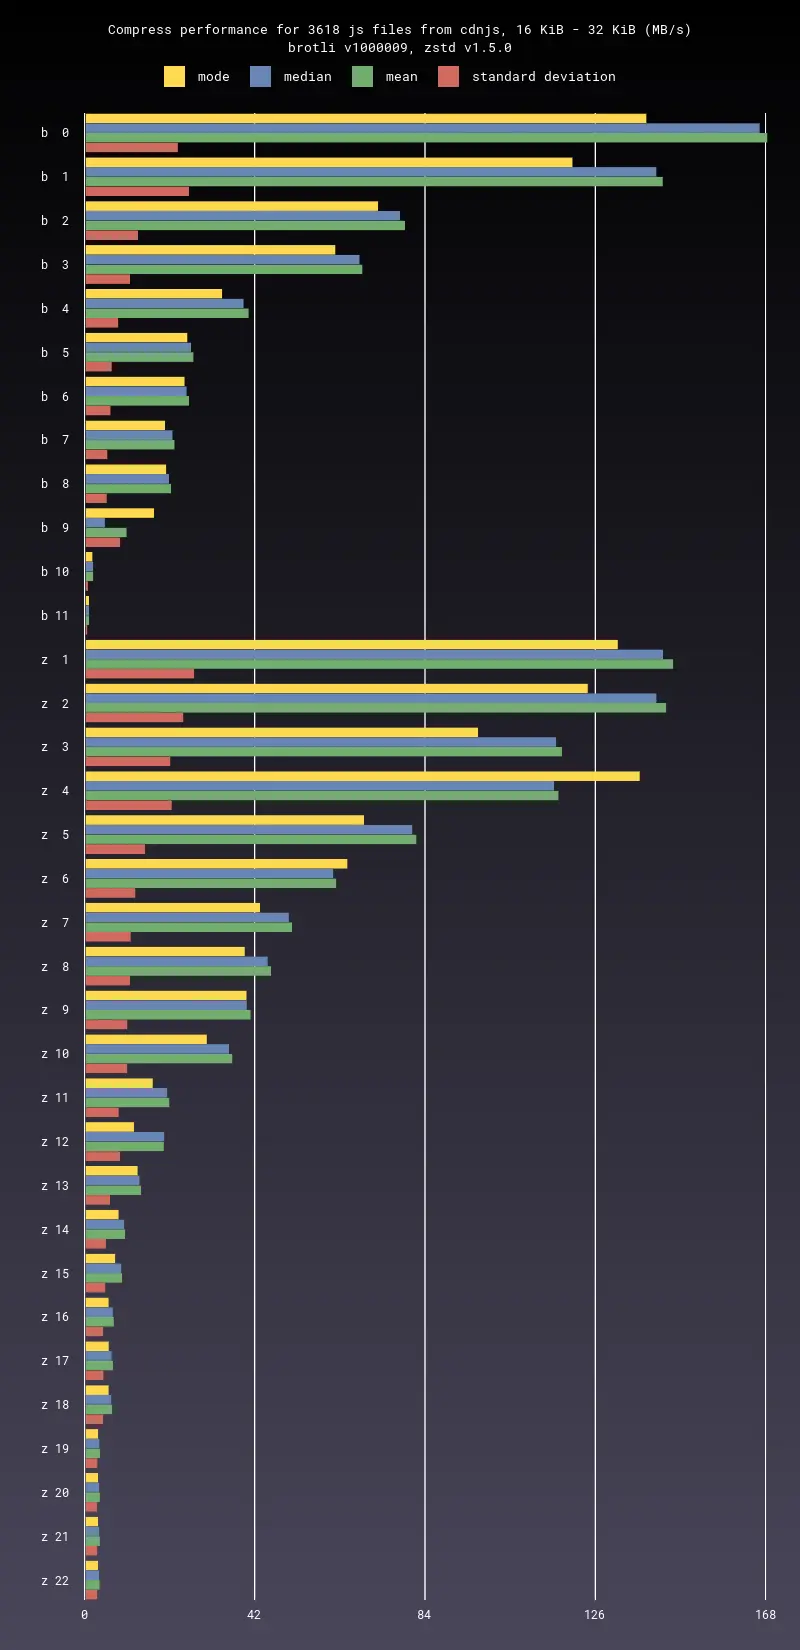 Compress performance for 3618 js files from cdnjs, 16 KiB - 32 KiB (MB/s)
brotli v1000009, zstd v1.5.0
mode median mean standard deviation
b 0
b 1
b 2
b 3
b 4
b 5
b 6
b 7
b 8
b 9
b 10
b 11
z 1
z 2
z 3
z 4
z 5
z 6
z 7
z 8
z 9
z 10
z 11
z 12
z 13
z 14
z 15
z 16
z 17
z 18
z 19
z 20
z 21
z 22
0 42 84 126 168